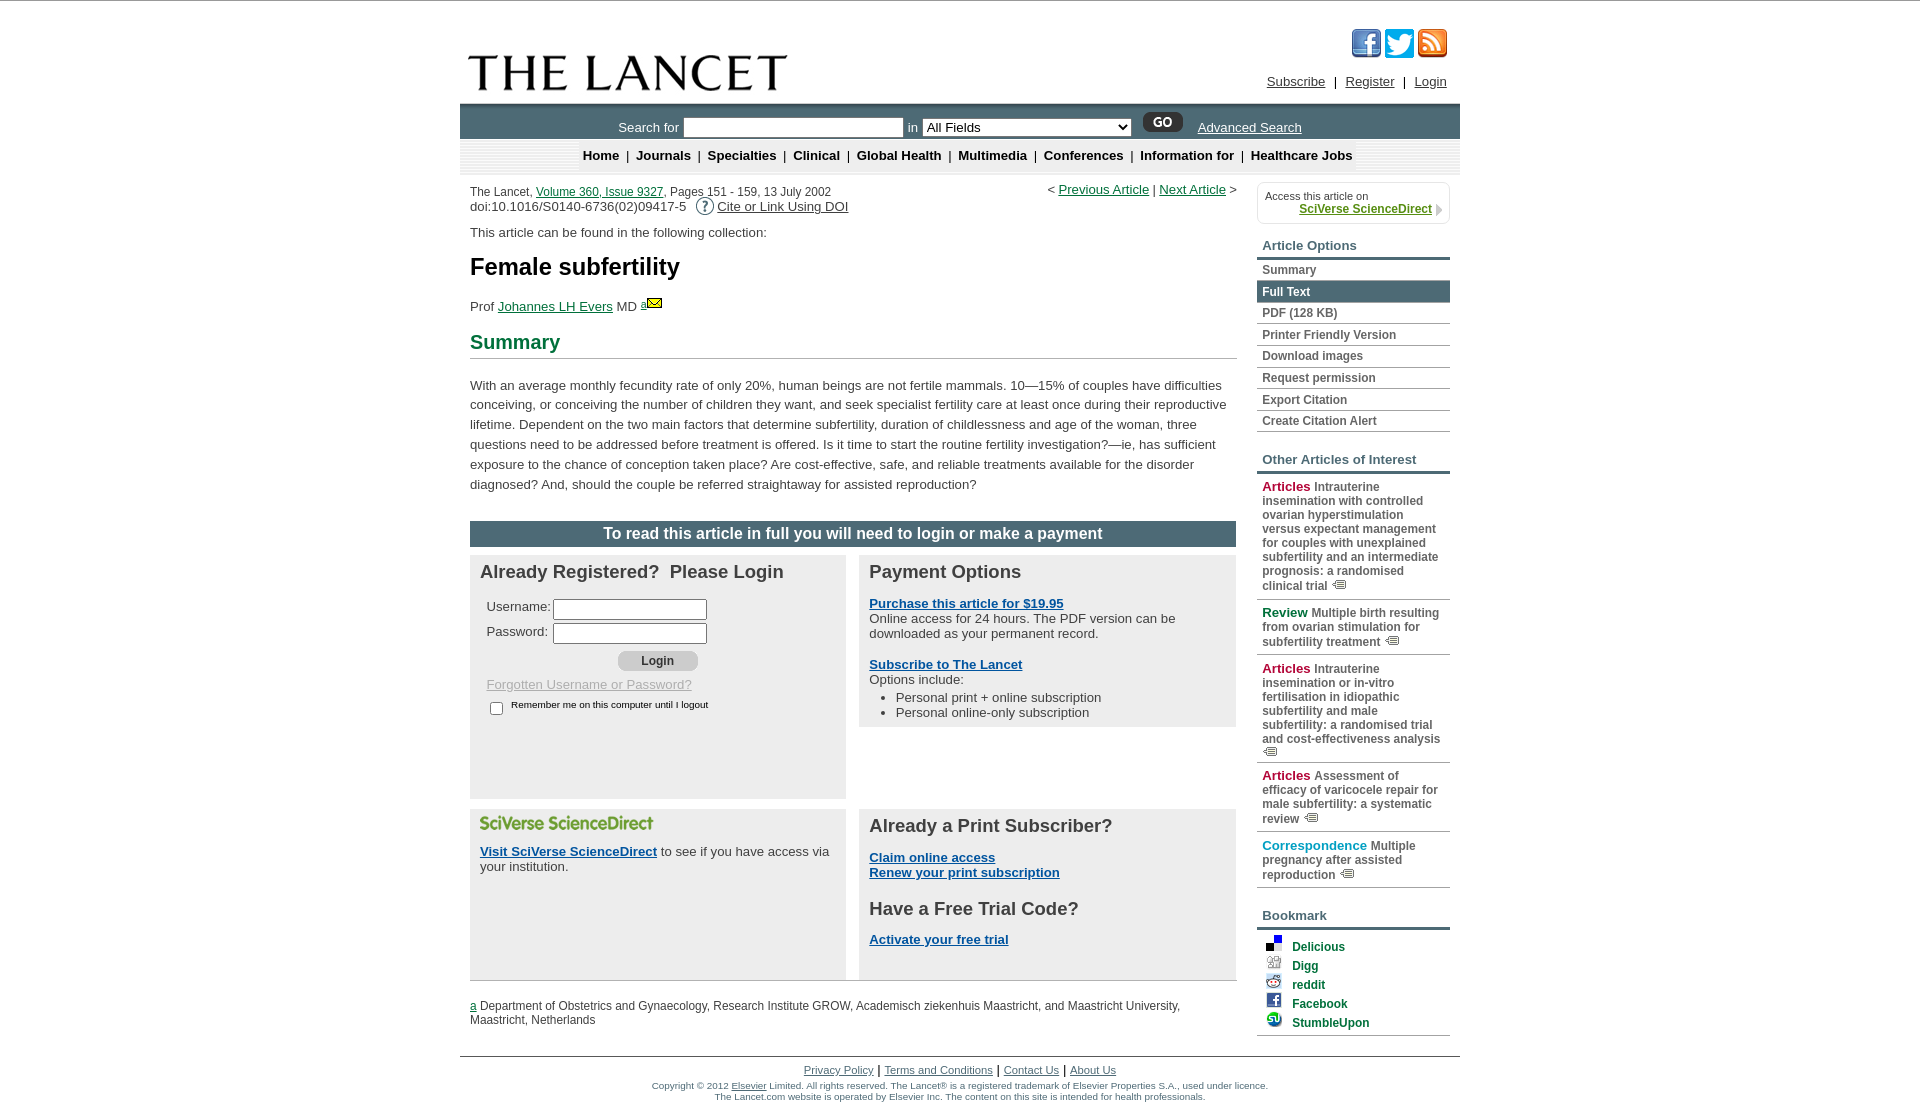 THE LANCET
Subscribe | Register | Login
Search for in All Fields GO Advanced Search
Home | Journals | Specialties | Clinical | Global Health | Multimedia | Conferences | Information for | Healthcare Jobs
The Lancet, Volume 360, Issue 9327, Pages 151 - 159, 13 July 2002
< Previous Article | Next Article >
doi:10.1016/S0140-6736(02)09417-5 ? Cite or Link Using DOI
This article can be found in the following collection:
Female subfertility
Prof Johannes LH Evers MD a
Summary
With an average monthly fecundity rate of only 20%, human beings are not fertile mammals. 10—15% of couples have difficulties
conceiving, or conceiving the number of children they want, and seek specialist fertility care at least once during their reproductive
lifetime. Dependent on the two main factors that determine subfertility, duration of childlessness and age of the woman, three
questions need to be addressed before treatment is offered. Is it time to start the routine fertility investigation?—ie, has sufficient
exposure to the chance of conception taken place? Are cost-effective, safe, and reliable treatments available for the disorder
diagnosed? And, should the couple be referred straightaway for assisted reproduction?
To read this article in full you will need to login or make a payment
Already Registered? Please Login
Username:
Password:
Login
Forgotten Username or Password?
Remember me on this computer until I logout
Payment Options
Purchase this article for $19.95
Online access for 24 hours. The PDF version can be
downloaded as your permanent record.
Subscribe to The Lancet
Options include:
• Personal print + online subscription
• Personal online-only subscription
SciVerse ScienceDirect
Visit SciVerse ScienceDirect to see if you have access via
your institution.
Already a Print Subscriber?
Claim online access
Renew your print subscription
Have a Free Trial Code?
Activate your free trial
a Department of Obstetrics and Gynaecology, Research Institute GROW, Academisch ziekenhuis Maastricht, and Maastricht University,
Maastricht, Netherlands
Access this article on
SciVerse ScienceDirect
Article Options
Summary
Full Text
PDF (128 KB)
Printer Friendly Version
Download images
Request permission
Export Citation
Create Citation Alert
Other Articles of Interest
Articles Intrauterine
insemination with controlled
ovarian hyperstimulation
versus expectant management
for couples with unexplained
subfertility and an intermediate
prognosis: a randomised
clinical trial
Review Multiple birth resulting
from ovarian stimulation for
subfertility treatment
Articles Intrauterine
insemination or in-vitro
fertilisation in idiopathic
subfertility and male
subfertility: a randomised trial
and cost-effectiveness analysis
Articles Assessment of
efficacy of varicocele repair for
male subfertility: a systematic
review
Correspondence Multiple
pregnancy after assisted
reproduction
Bookmark
Delicious
Digg
reddit
Facebook
StumbleUpon
Privacy Policy | Terms and Conditions | Contact Us | About Us
Copyright © 2012 Elsevier Limited. All rights reserved. The Lancet® is a registered trademark of Elsevier Properties S.A., used under licence.
The Lancet.com website is operated by Elsevier Inc. The content on this site is intended for health professionals.